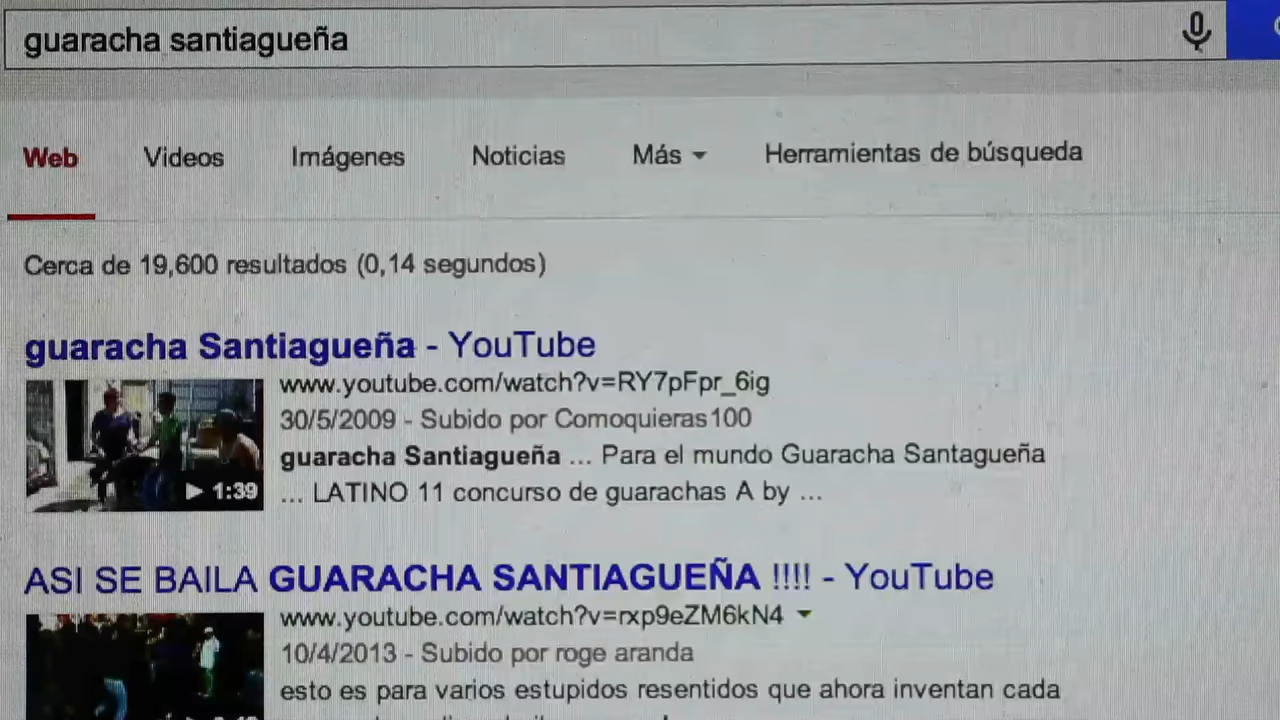 guaracha santiagueña
Web Videos Imágenes Noticias Más Herramientas de búsqueda
Cerca de 19,600 resultados (0,14 segundos)
guaracha Santiagueña - YouTube
www.youtube.com/watch?v=RY7pFpr_6ig
30/5/2009 - Subido por Comoquieras100
guaracha Santiagueña ... Para el mundo Guaracha Santagueña
1:39
... LATINO 11 concurso de guarachas A by ...
ASI SE BAILA GUARACHA SANTIAGUEÑA !!!! - YouTube
www.youtube.com/watch?v=rxp9eZM6kN4
10/4/2013 - Subido por roge aranda
esto es para varios estupidos resentidos que ahora inventan cada